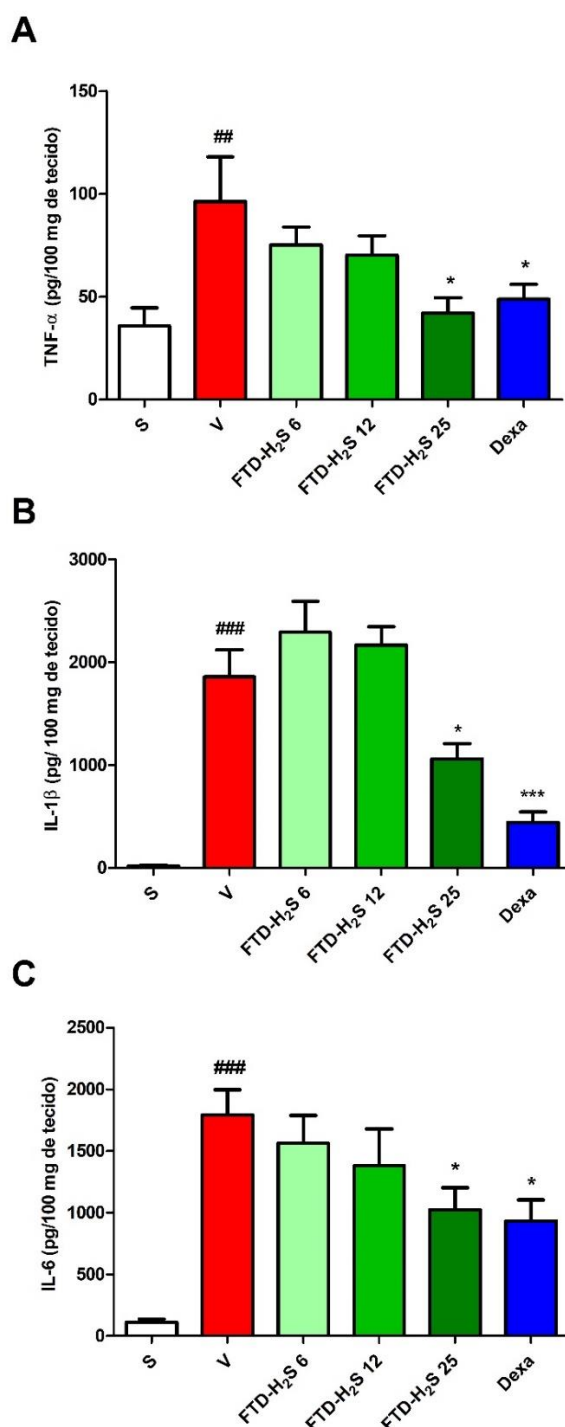 A
TNF-α (pg/100 mg de tecido)
150
100
50
0
##
*
*
S
V
FTD-H₂S 6
FTD-H₂S 12
FTD-H₂S 25
Dexa
B
IL-1β (pg/ 100 mg de tecido)
3000
2000
1000
0
###
*
***
S
V
FTD-H₂S 6
FTD-H₂S 12
FTD-H₂S 25
Dexa
C
IL-6 (pg/100 mg de tecido)
2500
2000
1500
1000
500
0
###
*
*
S
V
FTD-H₂S 6
FTD-H₂S 12
FTD-H₂S 25
Dexa